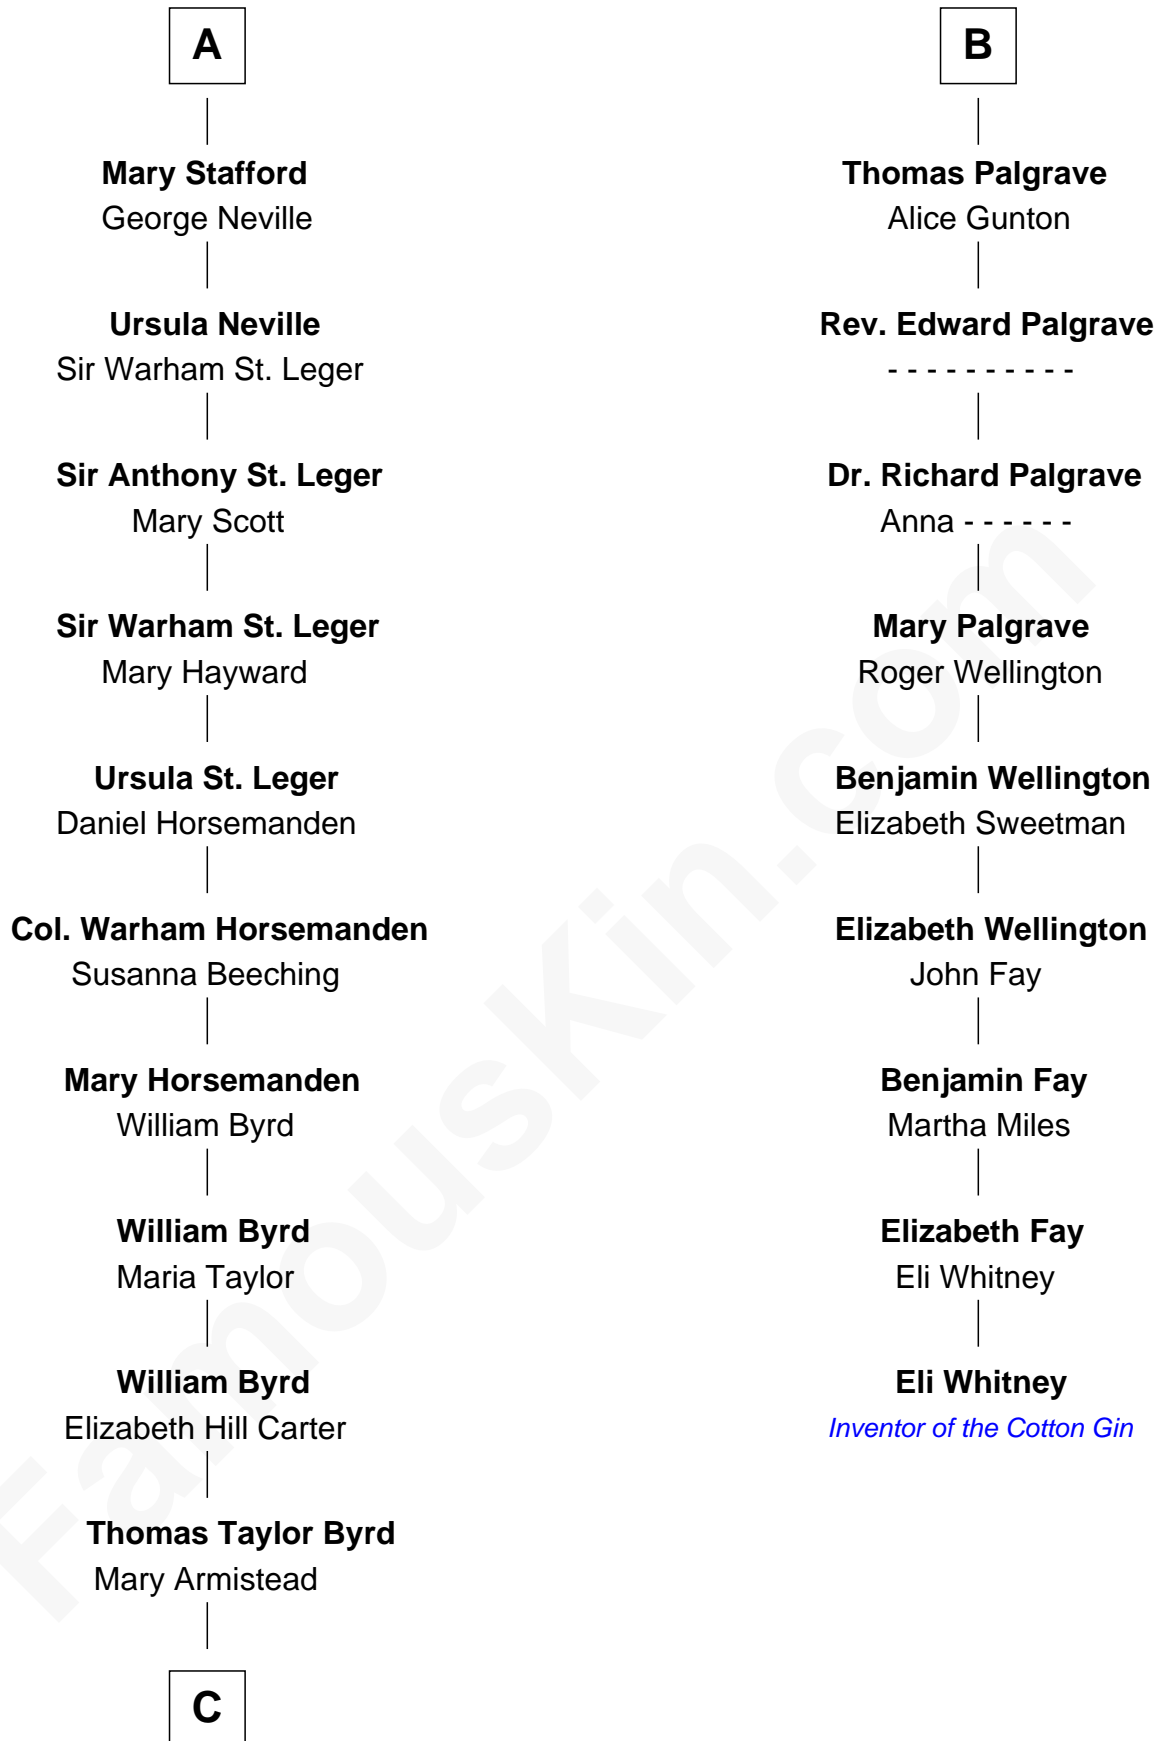 A
Mary Stafford
George Neville
Ursula Neville
Sir Warham St. Leger
Sir Anthony St. Leger
Mary Scott
Sir Warham St. Leger
Mary Hayward
Ursula St. Leger
Daniel Horsemanden
Col. Warham Horsemanden
Susanna Beeching
Mary Horsemanden
William Byrd
William Byrd
Maria Taylor
William Byrd
Elizabeth Hill Carter
Thomas Taylor Byrd
Mary Armistead
C
B
Thomas Palgrave
Alice Gunton
Rev. Edward Palgrave
- - - - - - - - - -
Dr. Richard Palgrave
Anna - - - - - -
Mary Palgrave
Roger Wellington
Benjamin Wellington
Elizabeth Sweetman
Elizabeth Wellington
John Fay
Benjamin Fay
Martha Miles
Elizabeth Fay
Eli Whitney
Eli Whitney
Inventor of the Cotton Gin
FamousKin.com